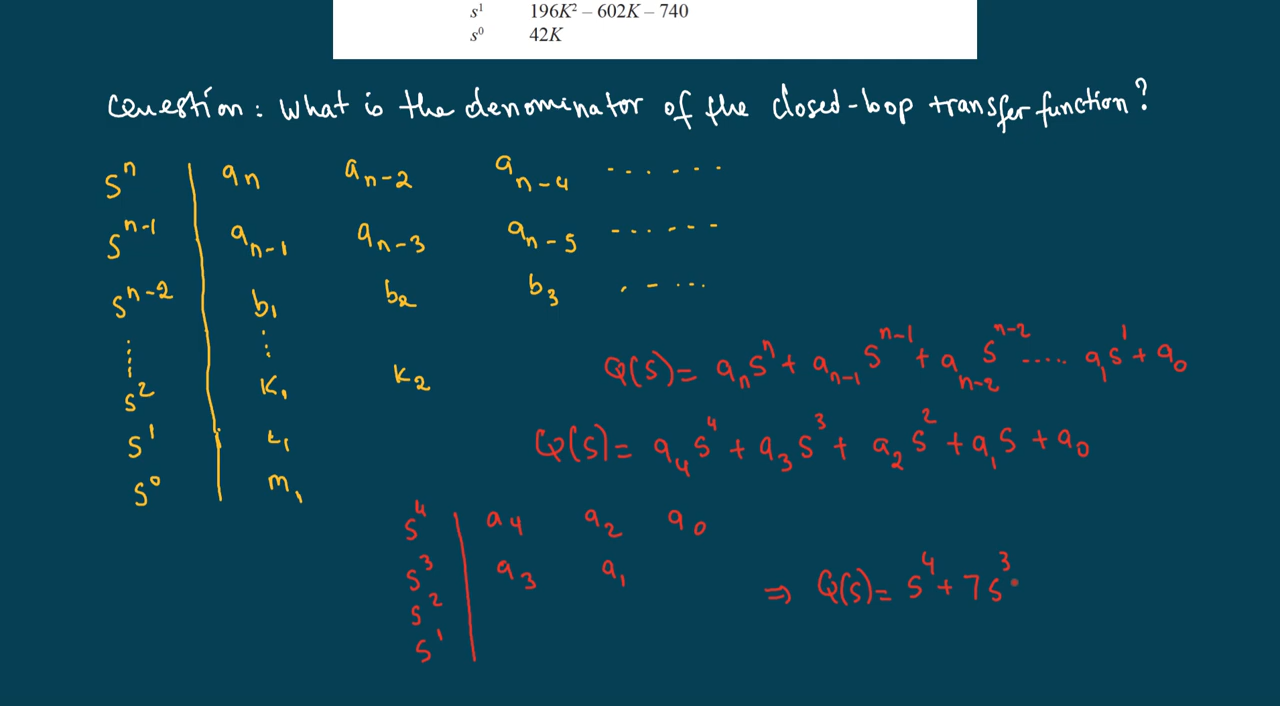 s¹ 196K² – 602K – 740
s⁰ 42K
Question: What is the denominator of the closed-loop transfer function?
Sⁿ | aₙ aₙ₋₂ aₙ₋₄ . . . . . .
Sⁿ⁻¹ | aₙ₋₁ aₙ₋₃ aₙ₋₅ . . . . . .
Sⁿ⁻² | b₁ b₂ b₃ . . . . .
⋮ | ⋮
S² | K₁ K₂
S¹ | L₁
S⁰ | m₁
Q(S) = aₙSⁿ + aₙ₋₁Sⁿ⁻¹ + aₙ₋₂Sⁿ⁻² ..... a₁S¹ + a₀
Q(S) = a₄S⁴ + a₃S³ + a₂S² + a₁S + a₀
S⁴ | a₄ a₂ a₀
S³ | a₃ a₁
S² |
S¹ |
⇒ Q(S) = S⁴ + 7S³